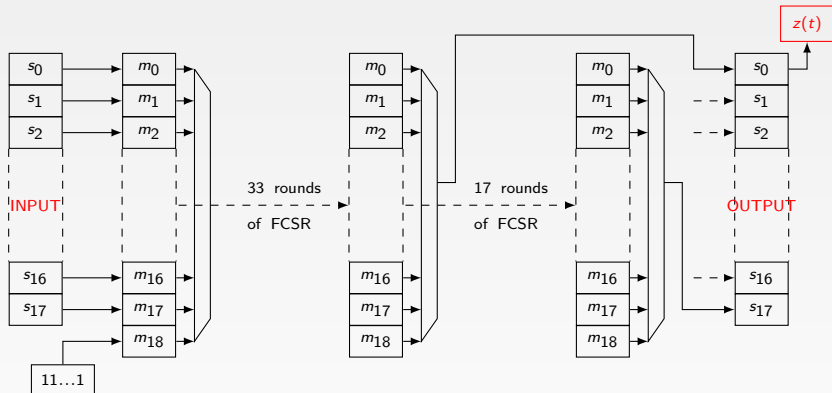 z(t)
s0 m0 m0 m0 s0
s1 m1 m1 m1 s1
s2 m2 m2 m2 s2
33 rounds 17 rounds
INPUT OUTPUT
of FCSR of FCSR
s16 m16 m16 m16 s16
s17 m17 m17 m17 s17
m18 m18 m18
11...1